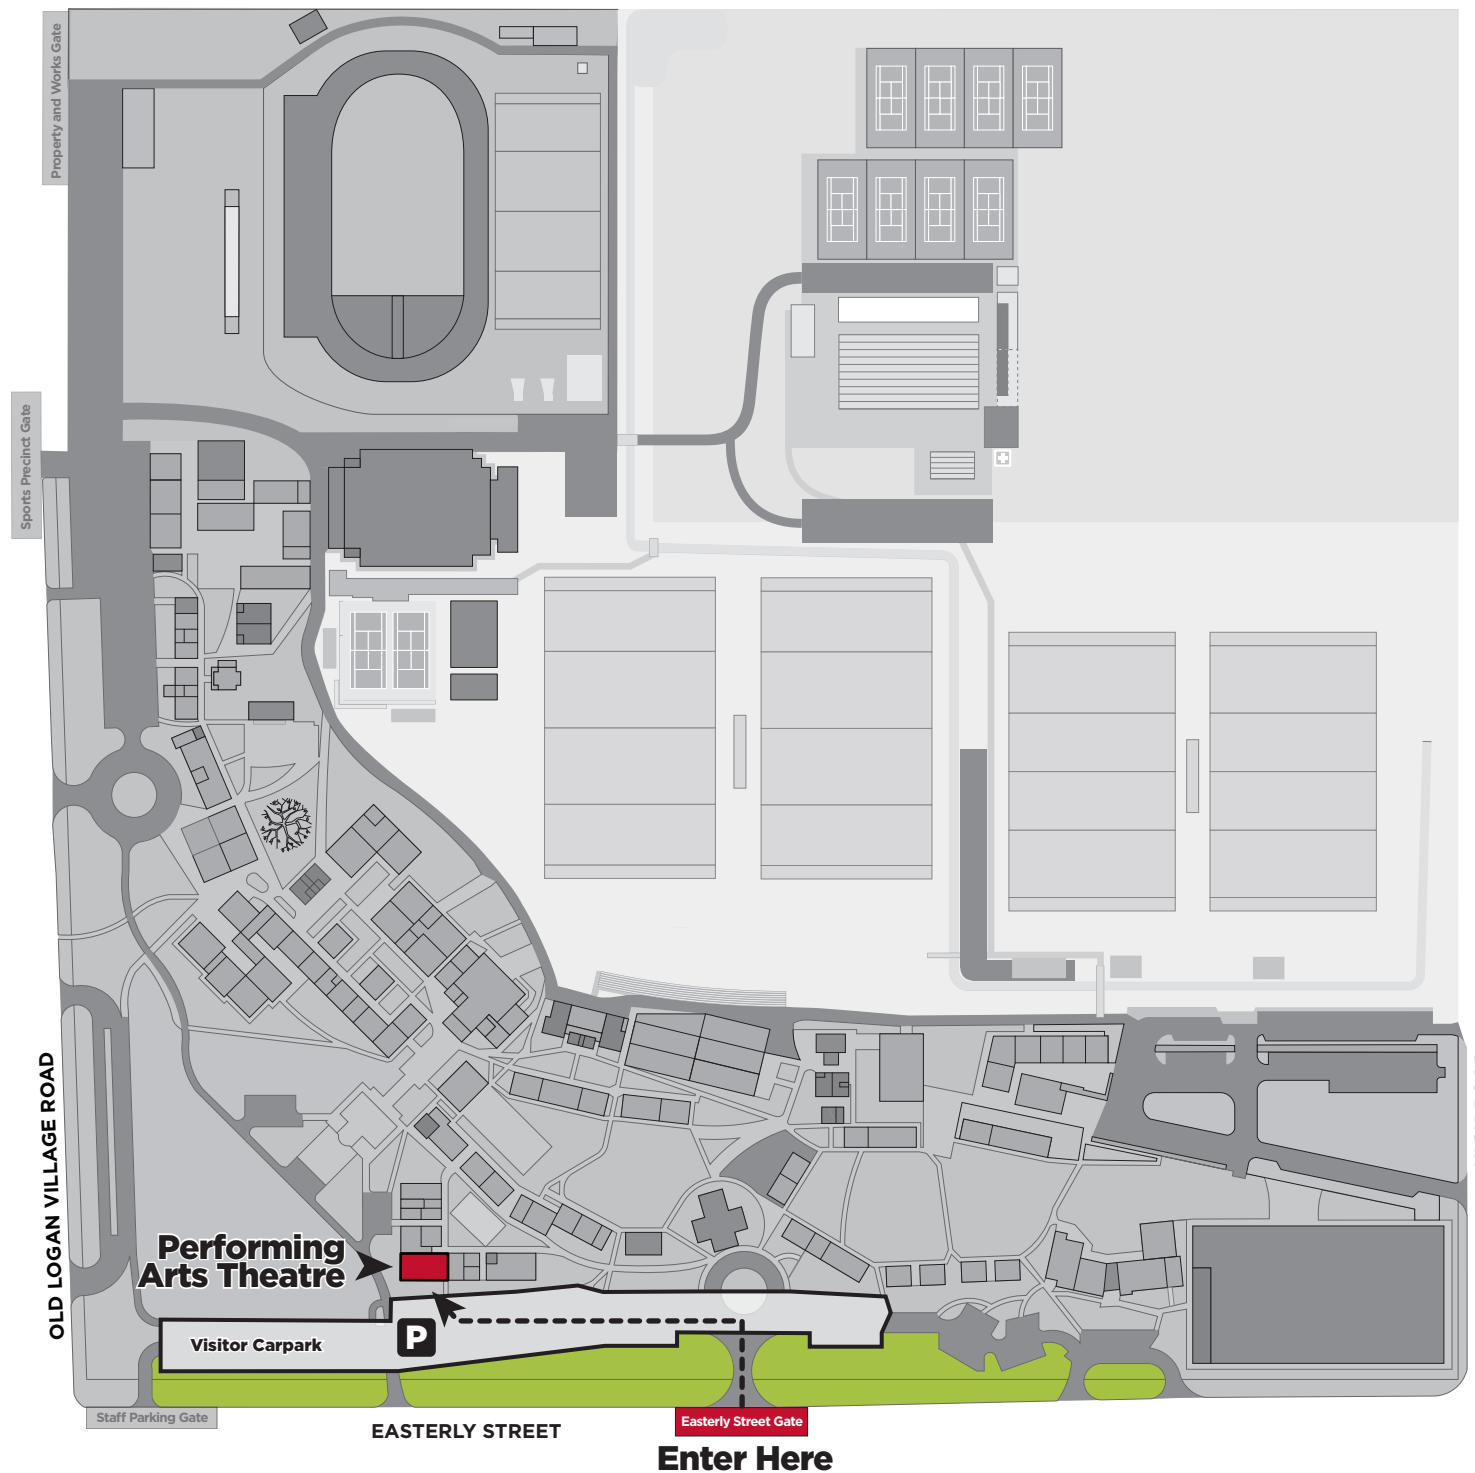 Property and Works Gate
Sports Precinct Gate
OLD LOGAN VILLAGE ROAD
Performing
Arts Theatre
Visitor Carpark
P
Staff Parking Gate
EASTERLY STREET
Easterly Street Gate
Enter Here